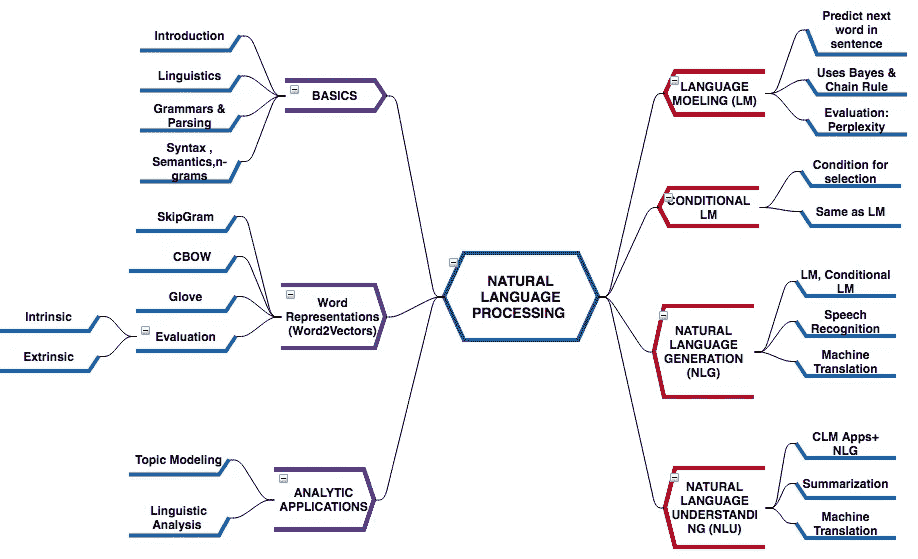 NATURAL
LANGUAGE
PROCESSING
BASICS
Introduction
Linguistics
Grammars &
Parsing
Syntax ,
Semantics,n-
grams
Word
Representations
(Word2Vectors)
SkipGram
CBOW
Glove
Evaluation
Intrinsic
Extrinsic
ANALYTIC
APPLICATIONS
Topic Modeling
Linguistic
Analysis
LANGUAGE
MOELING (LM)
Predict next
word in
sentence
Uses Bayes &
Chain Rule
Evaluation:
Perplexity
CONDITIONAL
LM
Condition for
selection
Same as LM
NATURAL
LANGUAGE
GENERATION
(NLG)
LM, Conditional
LM
Speech
Recognition
Machine
Translation
NATURAL
LANGUAGE
UNDERSTANDI
NG (NLU)
CLM Apps+
NLG
Summarization
Machine
Translation